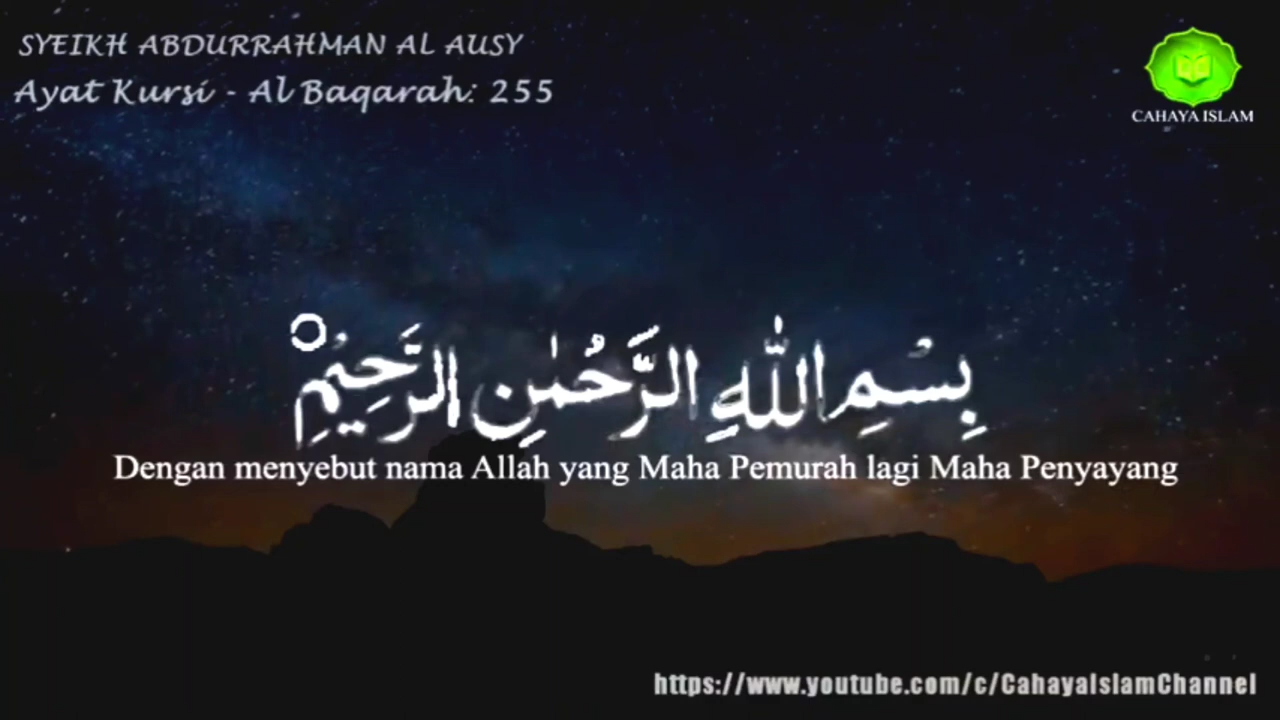 SYEIKH ABDURRAHMAN AL AUSY
Ayat Kursi - Al Baqarah: 255
CAHAYA ISLAM
بِسْمِ اللّٰهِ الرَّحْمٰنِ الرَّحِيْمِ
Dengan menyebut nama Allah yang Maha Pemurah lagi Maha Penyayang
https://www.youtube.com/c/CahayaIslamChannel